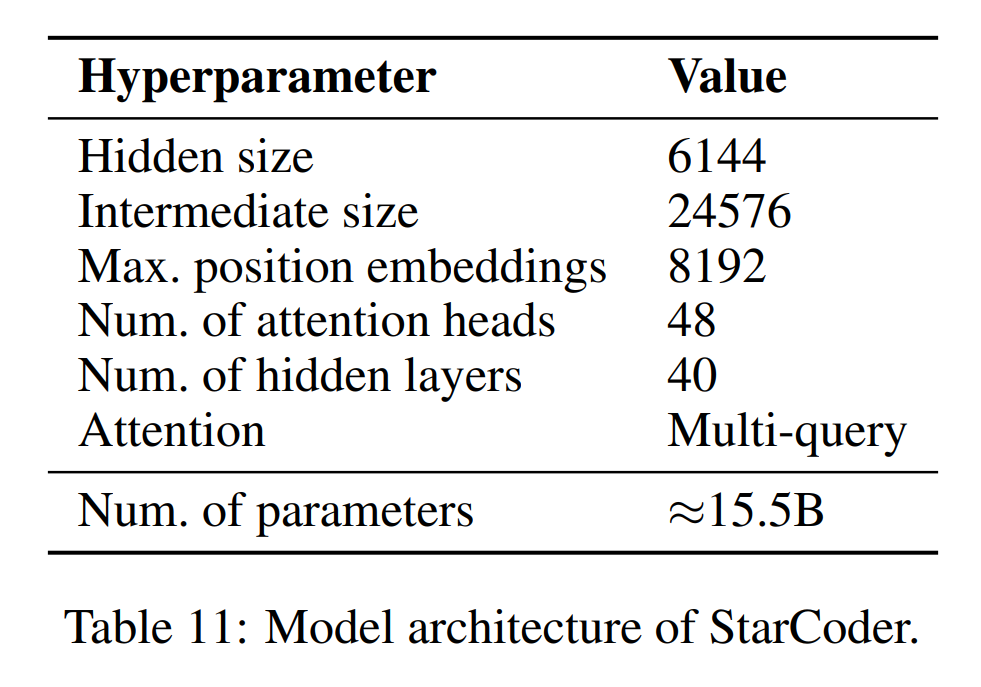 Hyperparameter Value
Hidden size 6144
Intermediate size 24576
Max. position embeddings 8192
Num. of attention heads 48
Num. of hidden layers 40
Attention Multi-query
Num. of parameters ≈15.5B
Table 11: Model architecture of StarCoder.